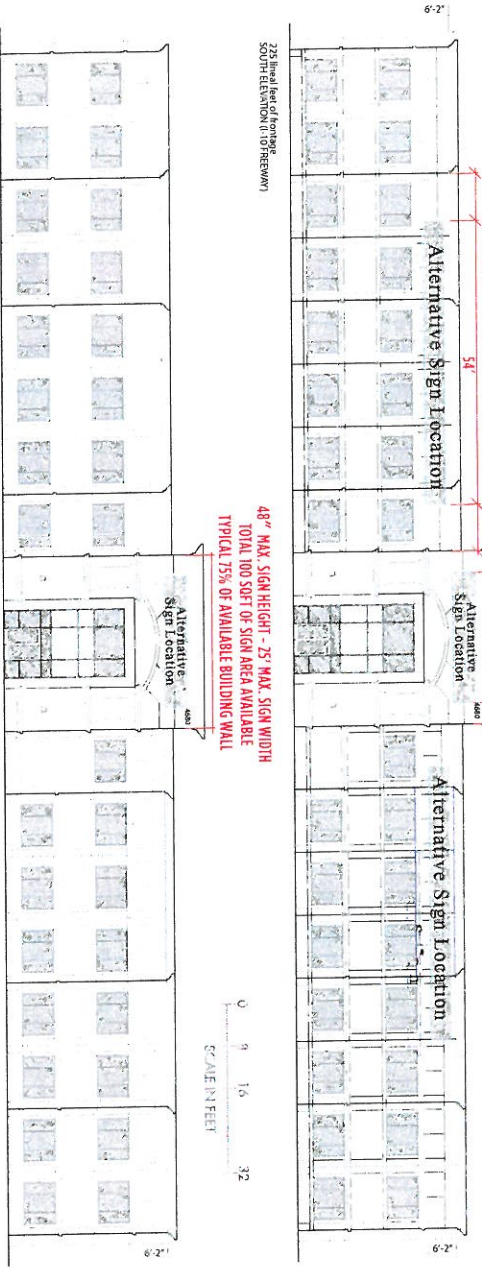 6'-2"
54'
Alternative Sign Location
Alternative
Sign Location
4680
Alternative Sign Location
6'-2"
225 lineal feet of frontage
SOUTH ELEVATION (I-10 FREEWAY)
48" MAX. SIGN HEIGHT - 25' MAX. SIGN WIDTH
TOTAL 100 SQFT OF SIGN AREA AVAILABLE
TYPICAL 75% OF AVAILABLE BUILDING WALL
0 16 32
SCALE IN FEET
Alternative
Sign Location
4680
6'-2"